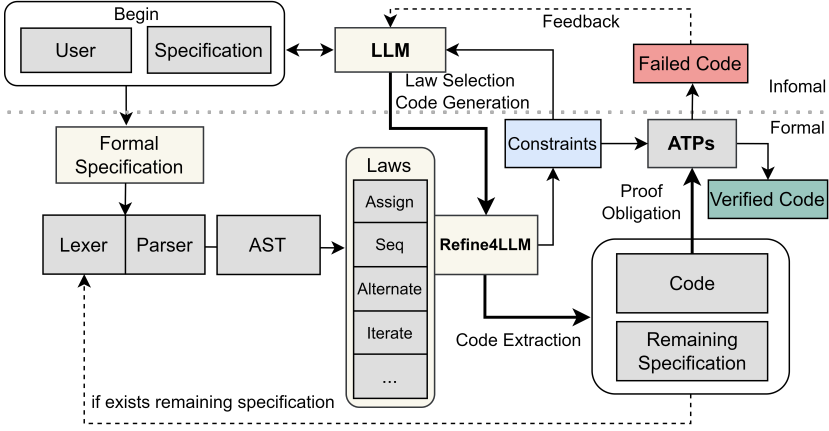 Begin
User
Specification
LLM
Feedback
Failed Code
Infomal
Law Selection
Code Generation
Formal
Formal
Specification
Constraints
ATPs
Verified Code
Proof
Obligation
Laws
Assign
Seq
Alternate
Iterate
...
Lexer
Parser
AST
Refine4LLM
Code Extraction
Code
Remaining
Specification
if exists remaining specification